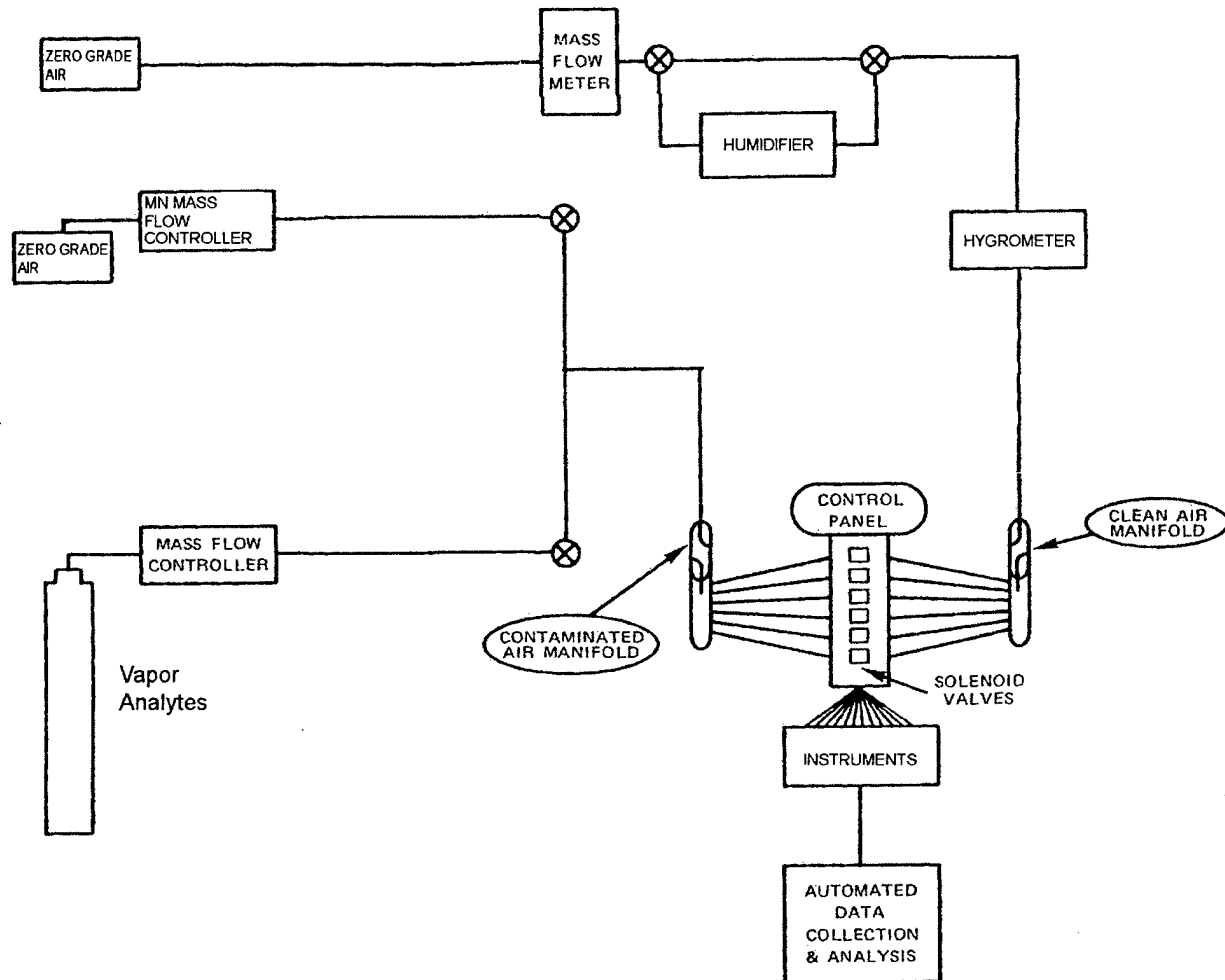 ZERO GRADE
AIR
MASS
FLOW
METER
HUMIDIFIER
MN MASS
FLOW
CONTROLLER
ZERO GRADE
AIR
HYGROMETER
MASS FLOW
CONTROLLER
CONTROL
PANEL
CLEAN AIR
MANIFOLD
CONTAMINATED
AIR MANIFOLD
Vapor
Analytes
SOLENOID
VALVES
INSTRUMENTS
AUTOMATED
DATA
COLLECTION
& ANALYSIS